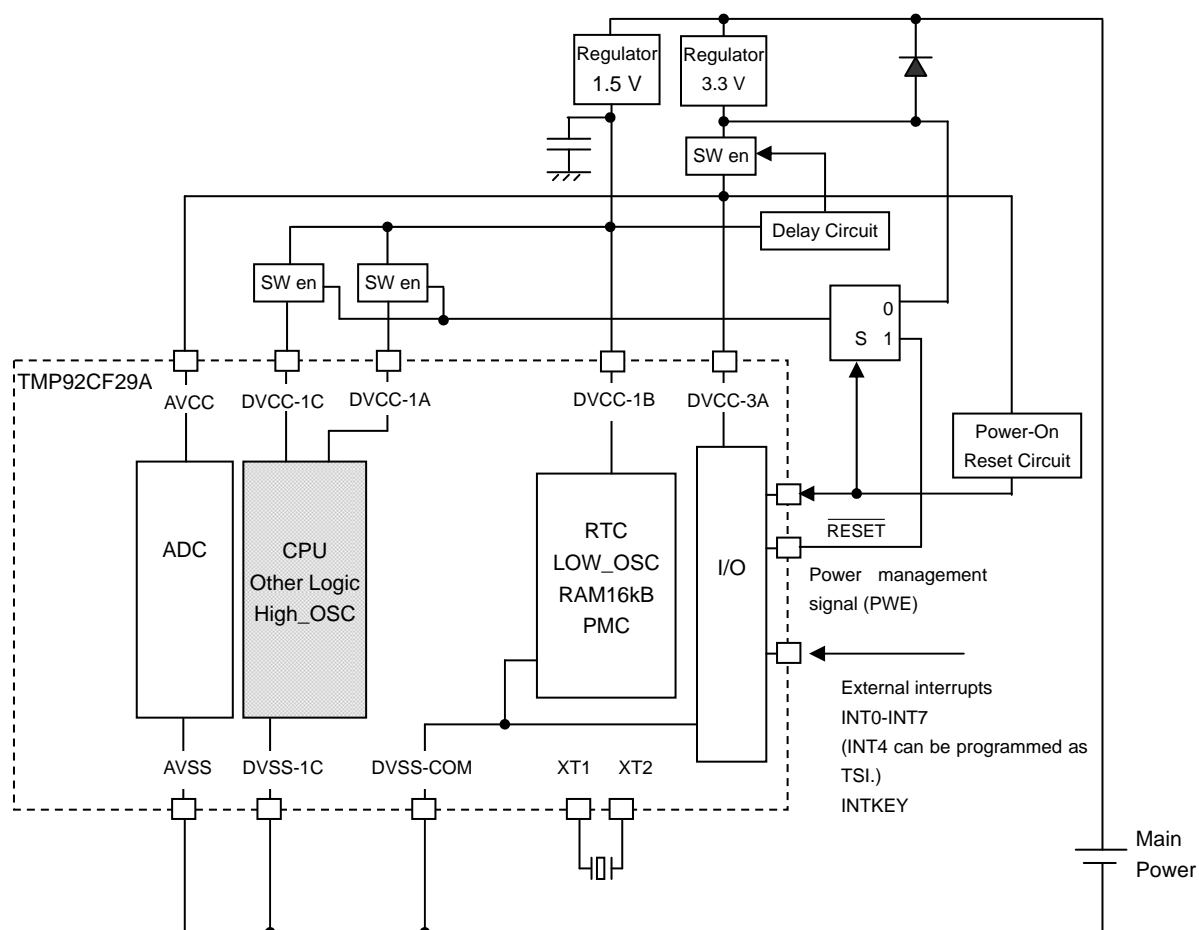 Regulator
1.5 V
Regulator
3.3 V
SW en
Delay Circuit
SW en
SW en
0
S 1
TMP92CF29A
AVCC
DVCC-1C
DVCC-1A
DVCC-1B
DVCC-3A
Power-On
Reset Circuit
ADC
CPU
Other Logic
High_OSC
RTC
LOW_OSC
RAM16kB
PMC
I/O
RESET
Power management
signal (PWE)
External interrupts
INT0-INT7
(INT4 can be programmed as
TSI.)
INTKEY
AVSS
DVSS-1C
DVSS-COM
XT1
XT2
Main
Power